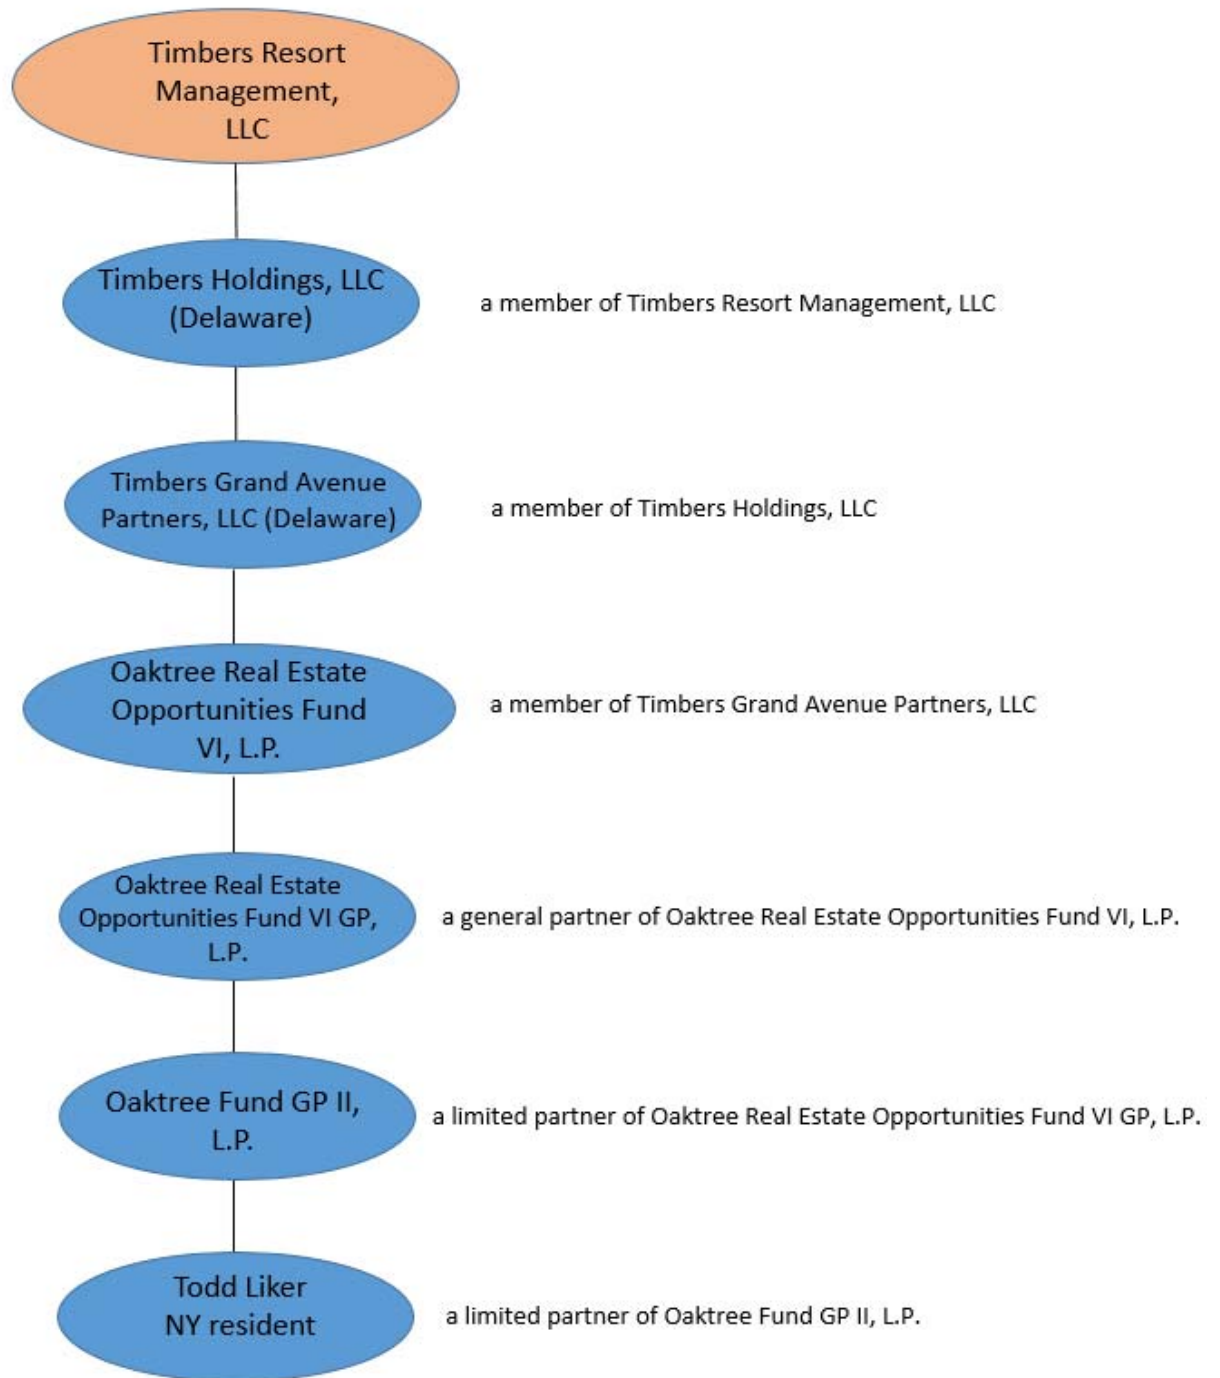 Timbers Resort
Management,
LLC
Timbers Holdings, LLC
(Delaware)
a member of Timbers Resort Management, LLC
Timbers Grand Avenue
Partners, LLC (Delaware)
a member of Timbers Holdings, LLC
Oaktree Real Estate
Opportunities Fund
VI, L.P.
a member of Timbers Grand Avenue Partners, LLC
Oaktree Real Estate
Opportunities Fund VI GP,
L.P.
a general partner of Oaktree Real Estate Opportunities Fund VI, L.P.
Oaktree Fund GP II,
L.P.
a limited partner of Oaktree Real Estate Opportunities Fund VI GP, L.P.
Todd Liker
NY resident
a limited partner of Oaktree Fund GP II, L.P.